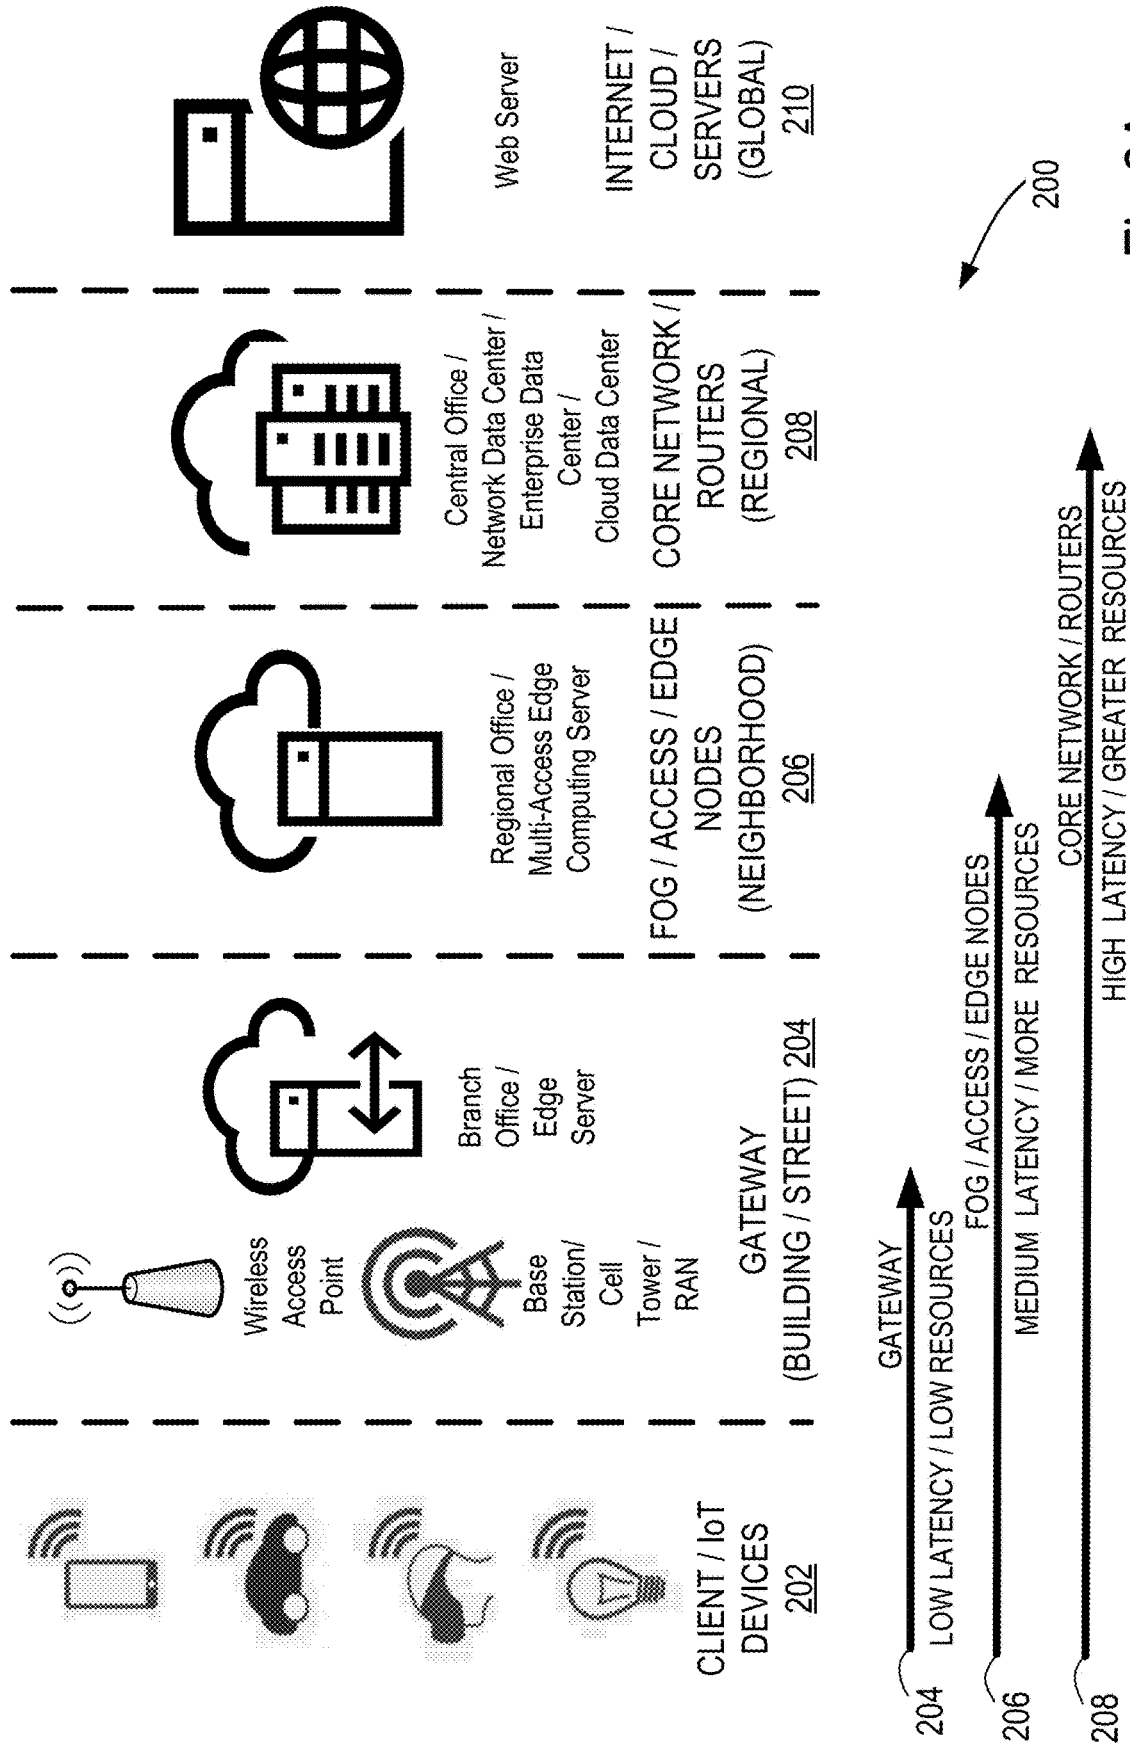 Wireless
Access
Point
Base
Station/
Cell
Tower /
RAN
Branch
Office /
Edge
Server
Regional Office /
Multi-Access Edge
Computing Server
Central Office /
Network Data Center /
Enterprise Data
Center /
Cloud Data Center
Web Server
CLIENT / IoT
DEVICES
202
GATEWAY
(BUILDING / STREET) 204
FOG / ACCESS / EDGE
NODES
(NEIGHBORHOOD)
206
CORE NETWORK /
ROUTERS
(REGIONAL)
208
INTERNET /
CLOUD /
SERVERS
(GLOBAL)
210
GATEWAY
204
LOW LATENCY / LOW RESOURCES
FOG / ACCESS / EDGE NODES
206
MEDIUM LATENCY / MORE RESOURCES
CORE NETWORK / ROUTERS
208
HIGH LATENCY / GREATER RESOURCES
200